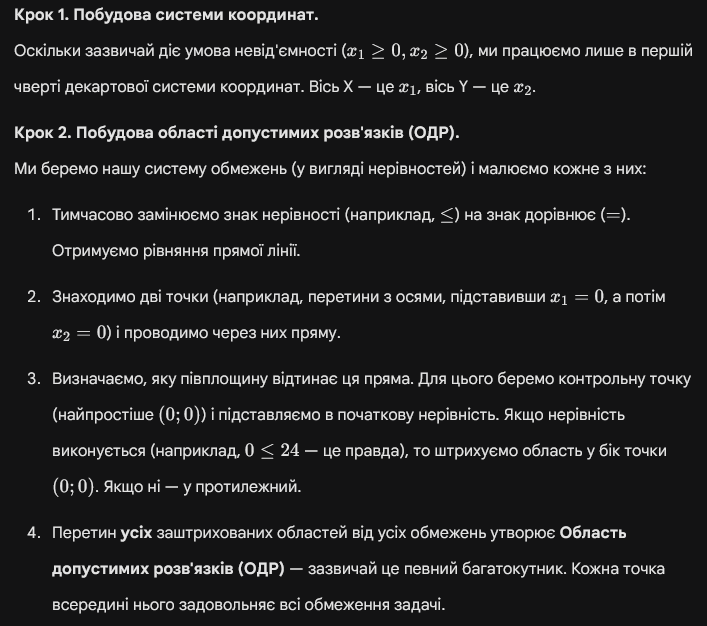 Крок 1. Побудова системи координат.
Оскільки зазвичай діє умова невід'ємності (x₁ ≥ 0, x₂ ≥ 0), ми працюємо лише в першій
чверті декартової системи координат. Вісь X — це x₁, вісь Y — це x₂.
Крок 2. Побудова області допустимих розв'язків (ОДР).
Ми беремо нашу систему обмежень (у вигляді нерівностей) і малюємо кожне з них:
1. Тимчасово замінюємо знак нерівності (наприклад, ≤) на знак дорівнює (=).
Отримуємо рівняння прямої лінії.
2. Знаходимо дві точки (наприклад, перетини з осями, підставивши x₁ = 0, а потім
x₂ = 0) і проводимо через них пряму.
3. Визначаємо, яку півплощину відтинає ця пряма. Для цього беремо контрольну точку
(найпростіше (0; 0)) і підставляємо в початкову нерівність. Якщо нерівність
виконується (наприклад, 0 ≤ 24 — це правда), то штрихуємо область у бік точки
(0; 0). Якщо ні — у протилежний.
4. Перетин усіх заштрихованих областей від усіх обмежень утворює Область
допустимих розв'язків (ОДР) — зазвичай це певний багатокутник. Кожна точка
всередині нього задовольняє всі обмеження задачі.